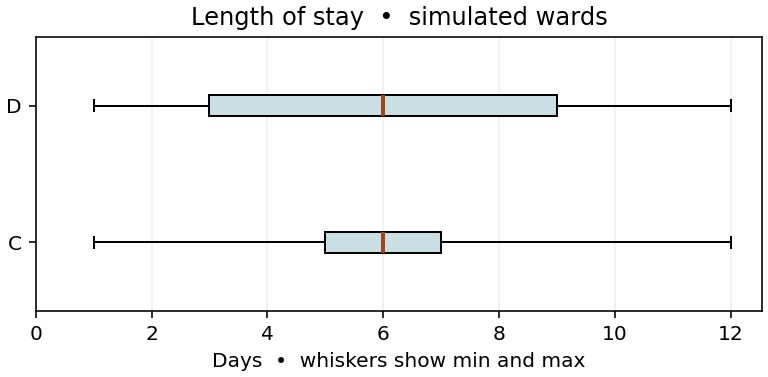 Length of stay • simulated wards
D
C
0 2 4 6 8 10 12
Days • whiskers show min and max